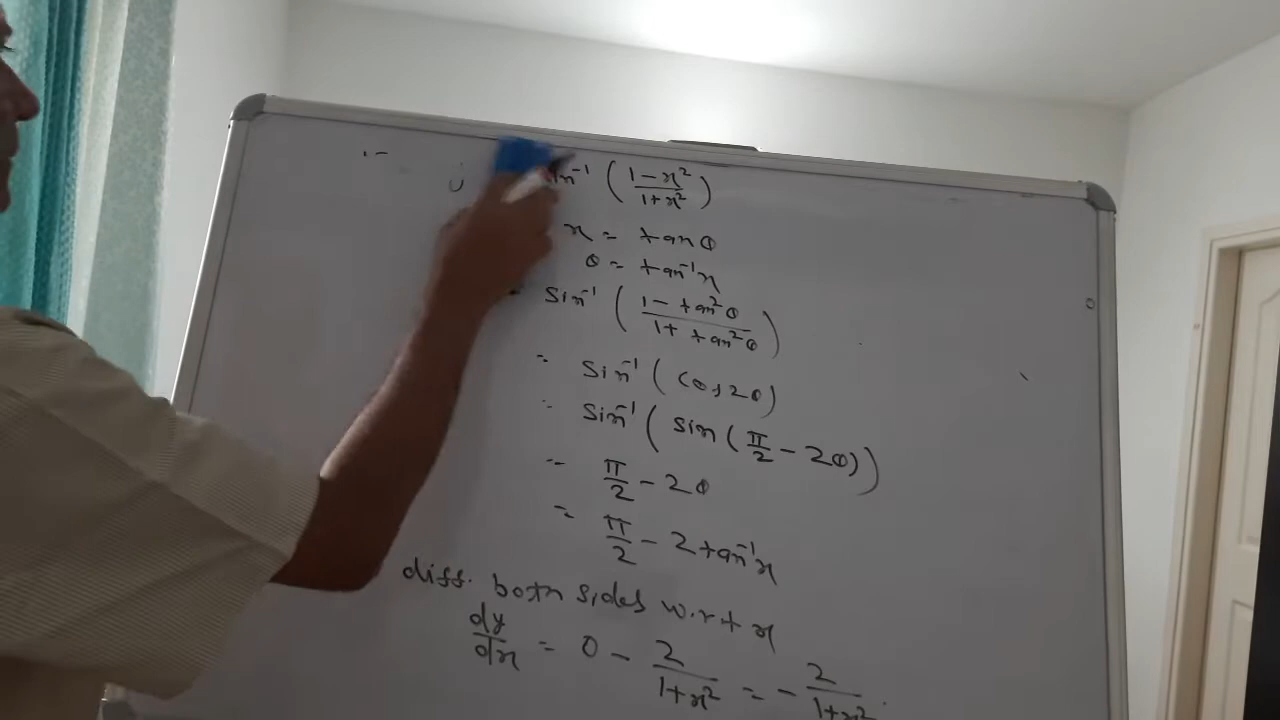 sin⁻¹ ( (1-x²)/(1+x²) )
x = tan θ
θ = tan⁻¹x
sin⁻¹ ( (1 - tan²θ)/(1 + tan²θ) )
= sin⁻¹ ( cos 2θ )
= sin⁻¹ ( sin ( π/2 - 2θ ) )
= π/2 - 2θ
= π/2 - 2 tan⁻¹x
diff. both sides w.r.t x
dy/dx = 0 - 2/(1+x²) = - 2/(1+x²)